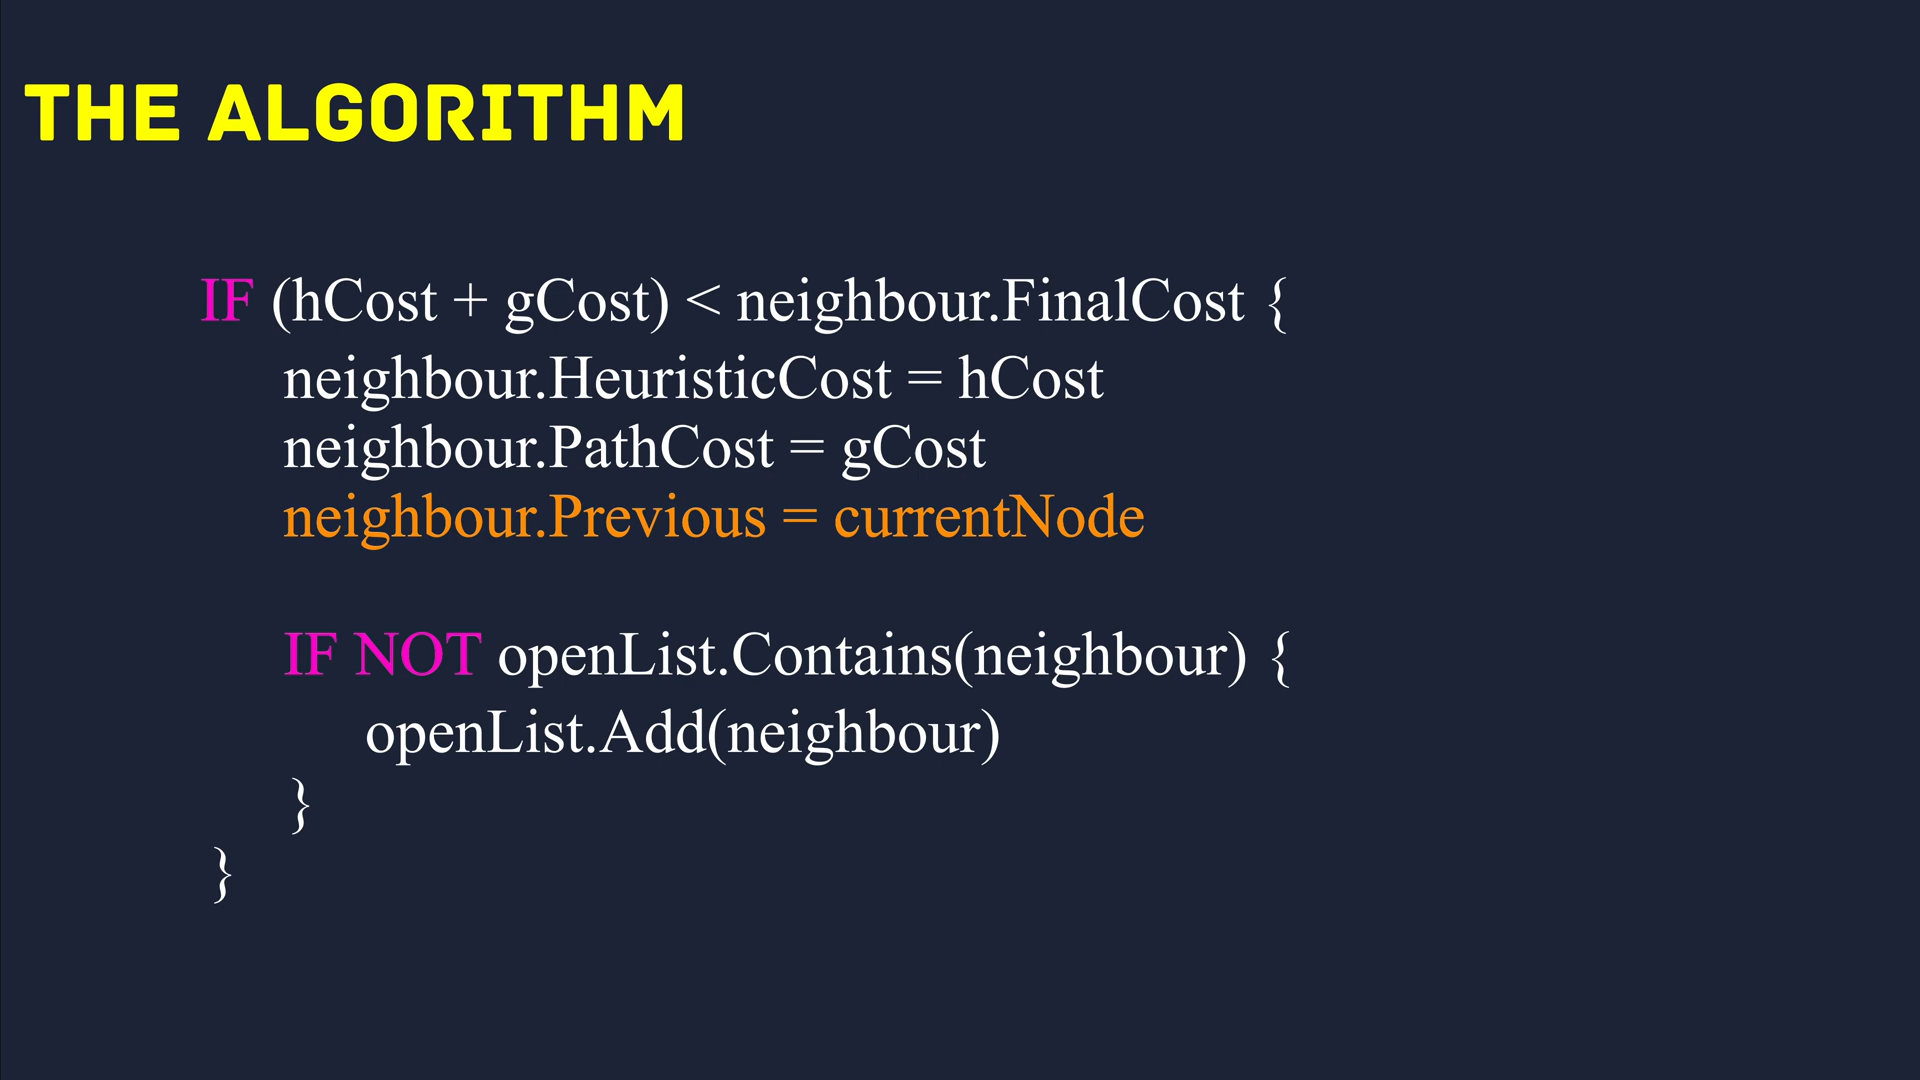 THE ALGORITHM
IF (hCost + gCost) < neighbour.FinalCost {
neighbour.HeuristicCost = hCost
neighbour.PathCost = gCost
neighbour.Previous = currentNode
IF NOT openList.Contains(neighbour) {
openList.Add(neighbour)
}
}